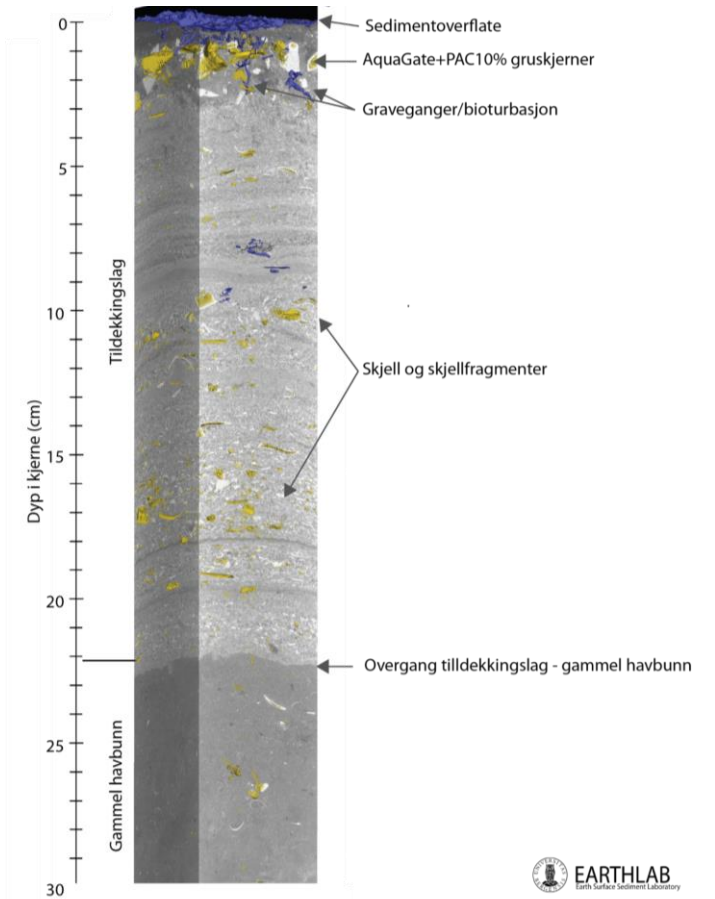 0
Sedimentoverflate
AquaGate+PAC10% gruskjerner
Graveganger/bioturbasjon
5
Tildekkingslag
10
Skjell og skjellfragmenter
Dyp i kjerne (cm)
15
20
Overgang tilldekkingslag - gammel havbunn
25
Gammel havbunn
30
EARTHLAB
Earth Surface Sediment Laboratory